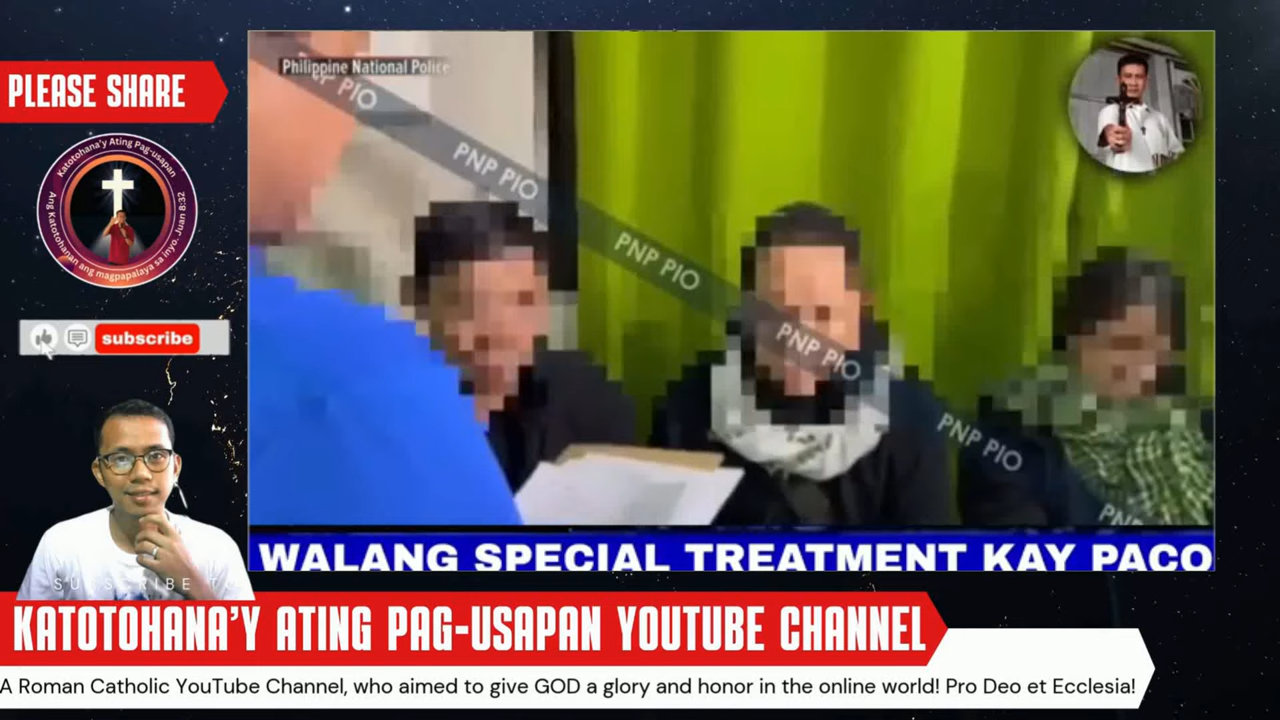 PLEASE SHARE
Katotohana'y Ating Pag-usapan
Ang Katotohanan ang magpapalaya sa inyo. Juan 8:32
subscribe
Philippine National Police
PNP PIO
PNP PIO
PNP PIO
PNP PIO
PNP PIO
WALANG SPECIAL TREATMENT KAY PACO
SUBSCRIBE TO
KATOTOHANA'Y ATING PAG-USAPAN YOUTUBE CHANNEL
A Roman Catholic YouTube Channel, who aimed to give GOD a glory and honor in the online world! Pro Deo et Ecclesia!